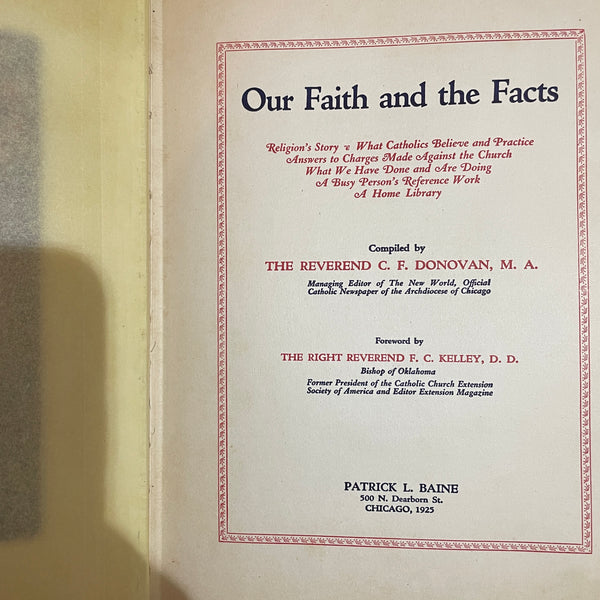 Our Faith and the Facts
Religion's Story & What Catholics Believe and Practice
Answers to Charges Made Against the Church
What We Have Done and Are Doing
A Busy Person's Reference Work
A Home Library
Compiled by
THE REVEREND C. F. DONOVAN, M. A.
Managing Editor of The New World, Official
Catholic Newspaper of the Archdiocese of Chicago
Foreword by
THE RIGHT REVEREND F. C. KELLEY, D. D.
Bishop of Oklahoma
Former President of the Catholic Church Extension
Society of America and Editor Extension Magazine
PATRICK L. BAINE
500 N. Dearborn St.
CHICAGO, 1925